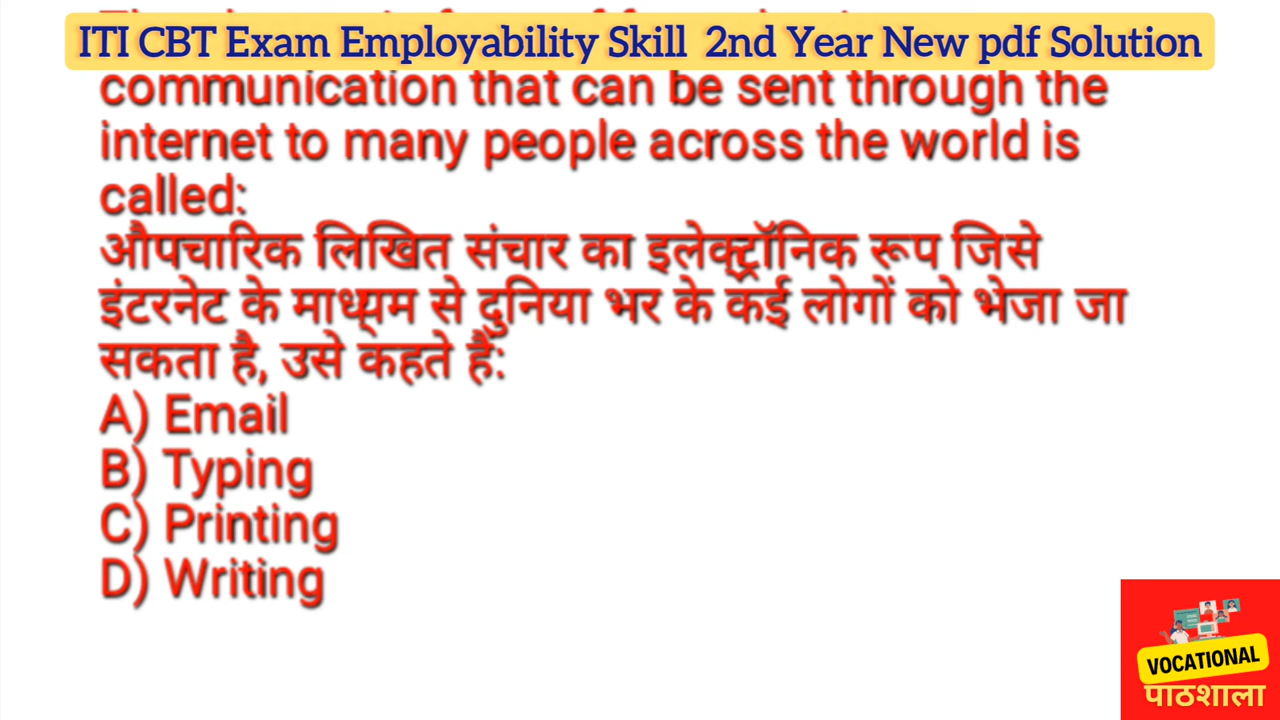 ITI CBT Exam Employability Skill 2nd Year New pdf Solution
communication that can be sent through the
internet to many people across the world is
called:
औपचारिक लिखित संचार का इलेक्ट्रॉनिक रूप जिसे
इंटरनेट के माध्यम से दुनिया भर के कई लोगों को भेजा जा
सकता है, उसे कहते हैं:
A) Email
B) Typing
C) Printing
D) Writing
VOCATIONAL
पाठशाला